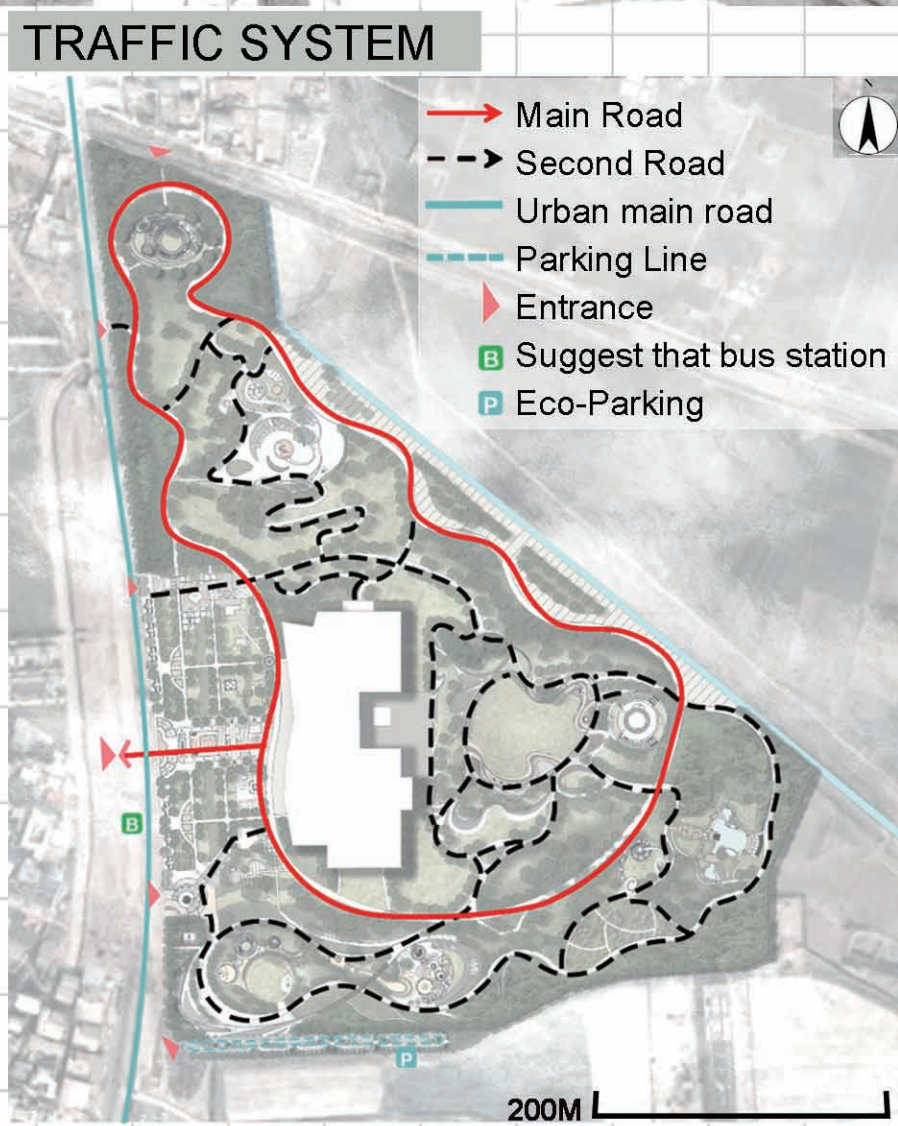 TRAFFIC SYSTEM
Main Road
Second Road
Urban main road
Parking Line
Entrance
B Suggest that bus station
P Eco-Parking
B
P
200M